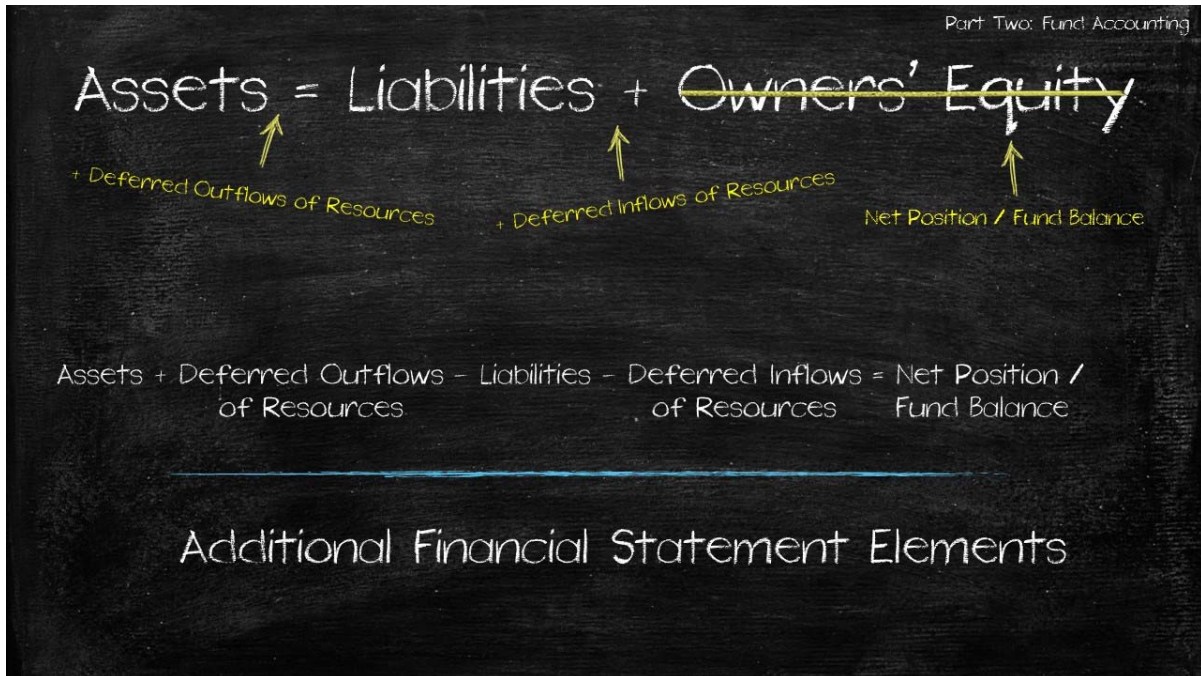 Part Two: Fund Accounting
Assets = Liabilities + Owners' Equity
+ Deferred Outflows of Resources
+ Deferred Inflows of Resources
Net Position / Fund Balance
Assets + Deferred Outflows - Liabilities - Deferred Inflows = Net Position /
of Resources of Resources Fund Balance
Additional Financial Statement Elements